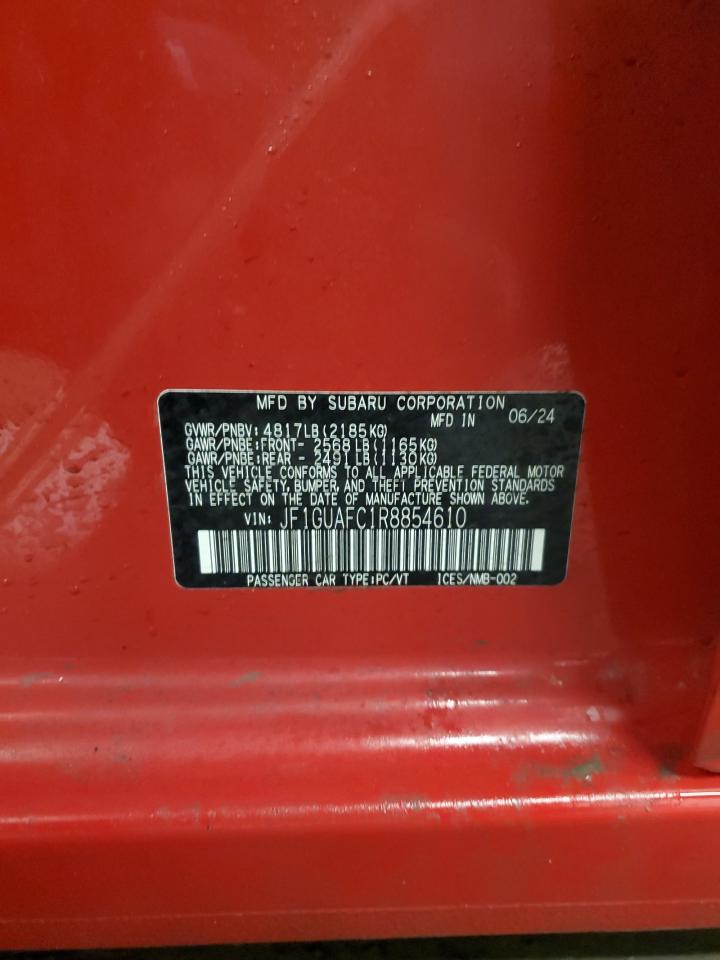 MFD BY SUBARU CORPORATION
MFD IN 06/24
GVWR/PNBV: 4817LB(2185KG)
GAWR/PNBE:FRONT- 2568LB(1165KG)
GAWR/PNBE:REAR - 2491LB(1130KG)
THIS VEHICLE CONFORMS TO ALL APPLICABLE FEDERAL MOTOR
VEHICLE SAFETY, BUMPER, AND THEFT PREVENTION STANDARDS
IN EFFECT ON THE DATE OF MANUFACTURE SHOWN ABOVE.
VIN: JF1GUAFC1R8854610
PASSENGER CAR TYPE:PC/VT ICES/NMB-002